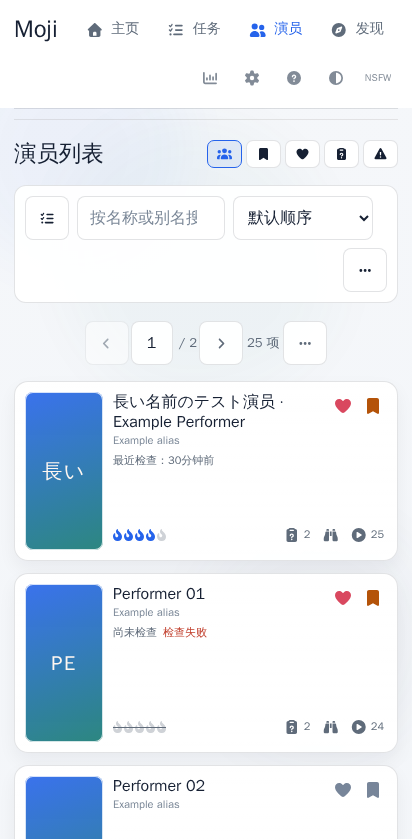 Moji
主页
任务
演员
发现
NSFW
演员列表
按名称或别名搜
默认顺序
1
/ 2
25 项
長い
長い名前のテスト演员 ·
Example Performer
Example alias
最近检查：30分钟前
2
25
PE
Performer 01
Example alias
尚未检查 检查失败
2
24
Performer 02
Example alias